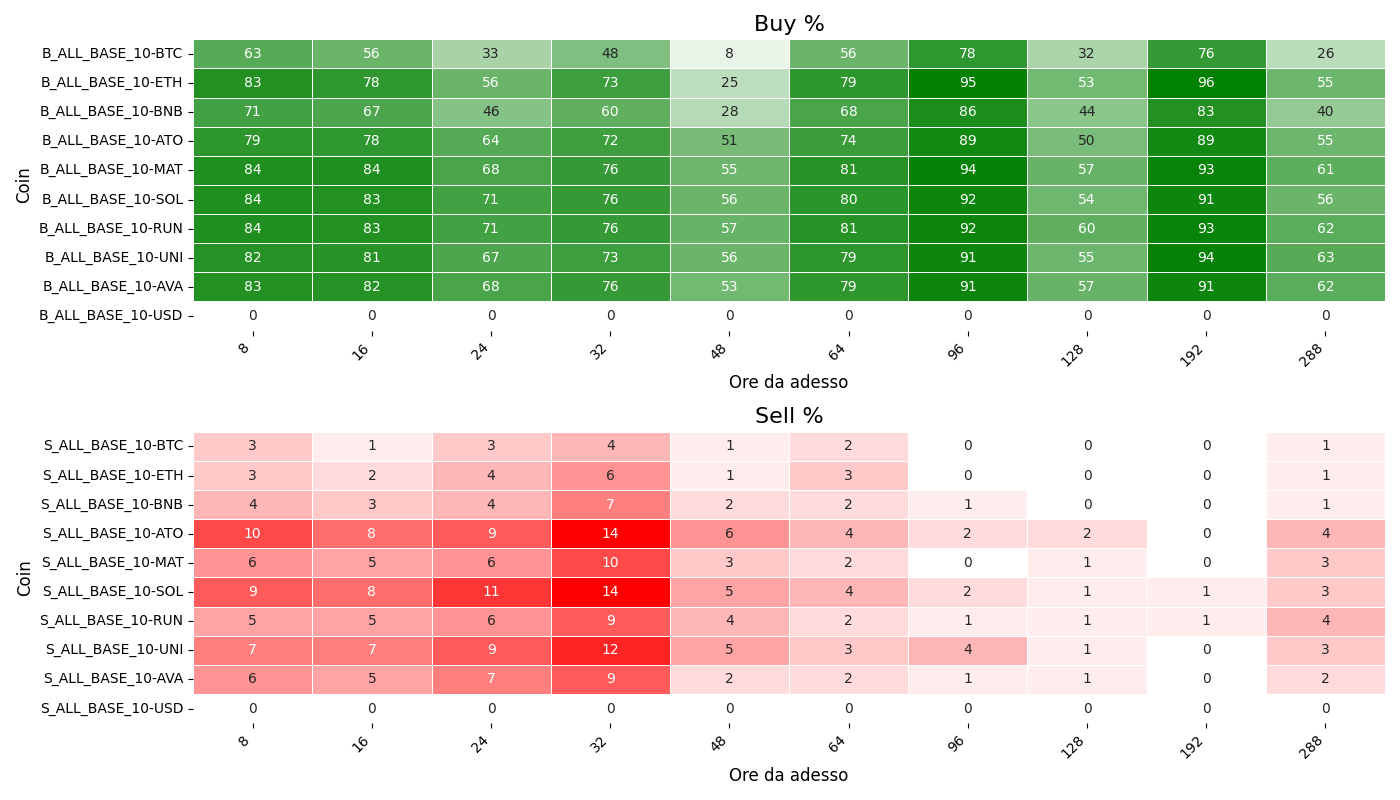 Buy %
Coin
B_ALL_BASE_10-BTC 63 56 33 48 8 56 78 32 76 26
B_ALL_BASE_10-ETH 83 78 56 73 25 79 95 53 96 55
B_ALL_BASE_10-BNB 71 67 46 60 28 68 86 44 83 40
B_ALL_BASE_10-ATO 79 78 64 72 51 74 89 50 89 55
B_ALL_BASE_10-MAT 84 84 68 76 55 81 94 57 93 61
B_ALL_BASE_10-SOL 84 83 71 76 56 80 92 54 91 56
B_ALL_BASE_10-RUN 84 83 71 76 57 81 92 60 93 62
B_ALL_BASE_10-UNI 82 81 67 73 56 79 91 55 94 63
B_ALL_BASE_10-AVA 83 82 68 76 53 79 91 57 91 62
B_ALL_BASE_10-USD 0 0 0 0 0 0 0 0 0 0
8 16 24 32 48 64 96 128 192 288
Ore da adesso
Sell %
Coin
S_ALL_BASE_10-BTC 3 1 3 4 1 2 0 0 0 1
S_ALL_BASE_10-ETH 3 2 4 6 1 3 0 0 0 1
S_ALL_BASE_10-BNB 4 3 4 7 2 2 1 0 0 1
S_ALL_BASE_10-ATO 10 8 9 14 6 4 2 2 0 4
S_ALL_BASE_10-MAT 6 5 6 10 3 2 0 1 0 3
S_ALL_BASE_10-SOL 9 8 11 14 5 4 2 1 1 3
S_ALL_BASE_10-RUN 5 5 6 9 4 2 1 1 1 4
S_ALL_BASE_10-UNI 7 7 9 12 5 3 4 1 0 3
S_ALL_BASE_10-AVA 6 5 7 9 2 2 1 1 0 2
S_ALL_BASE_10-USD 0 0 0 0 0 0 0 0 0 0
8 16 24 32 48 64 96 128 192 288
Ore da adesso